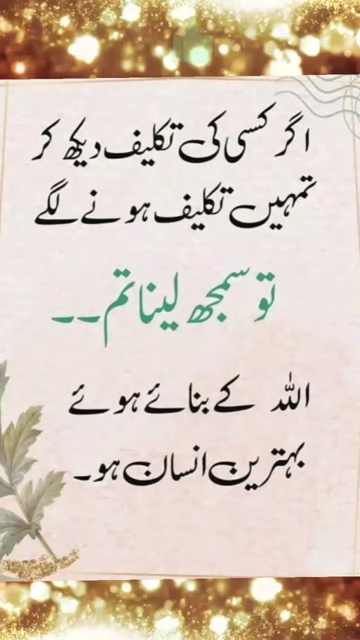 اگر کسی کی تکلیف دیکھ کر
تمہیں تکلیف ہونے لگے
تو سمجھ لینا تم۔۔
اللہ کے بنائے ہوئے
بہترین انسان ہو۔